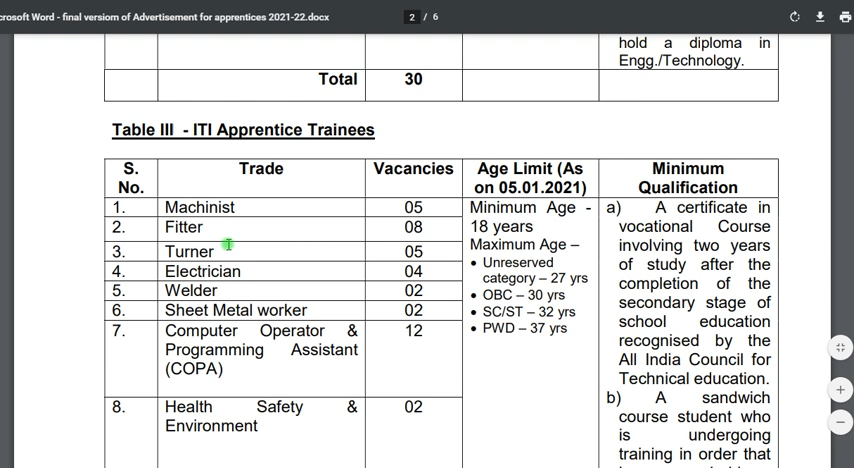 crosoft Word - final versiom of Advertisement for apprentices 2021-22.docx
2 / 6
hold a diploma in
Engg./Technology.
Total 30
Table III - ITI Apprentice Trainees
S. No. Trade Vacancies Age Limit (As on 05.01.2021) Minimum Qualification
1. Machinist 05
2. Fitter 08
3. Turner 05
4. Electrician 04
5. Welder 02
6. Sheet Metal worker 02
7. Computer Operator & Programming Assistant (COPA) 12
8. Health Safety & Environment 02
Minimum Age -
18 years
Maximum Age –
• Unreserved
category – 27 yrs
• OBC – 30 yrs
• SC/ST – 32 yrs
• PWD – 37 yrs
a) A certificate in
vocational Course
involving two years
of study after the
completion of the
secondary stage of
school education
recognised by the
All India Council for
Technical education.
b) A sandwich
course student who
is undergoing
training in order that